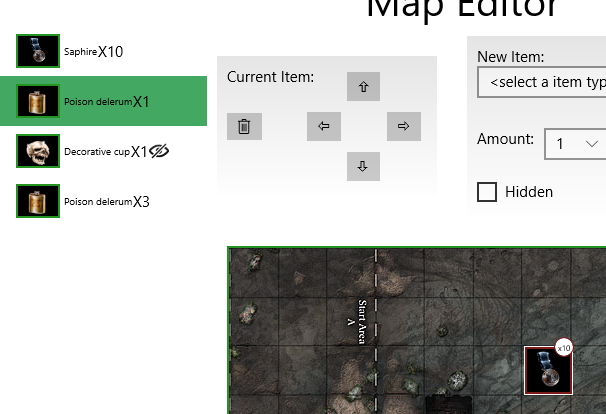 Map Editor
Saphire X10
Poison delerum X1
Decorative cup X1
Poison delerum X3
Current Item:
New Item:
<select a item typ
Amount: 1
Hidden
Start Area
A
x10